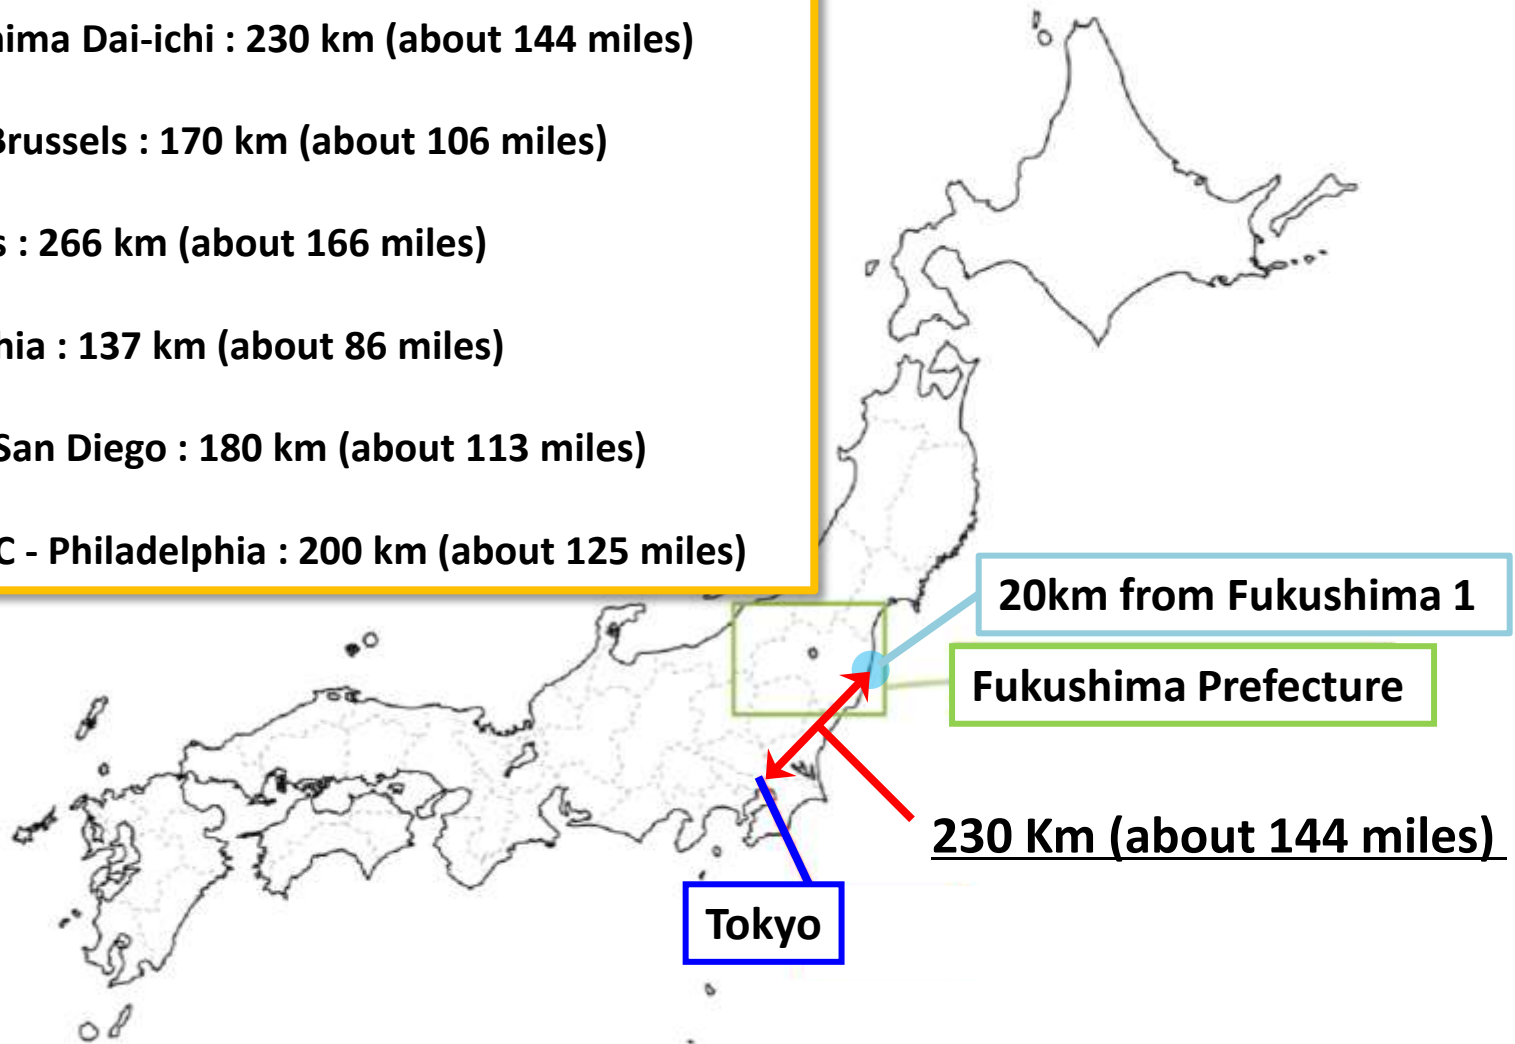 ima Dai-ichi : 230 km (about 144 miles)
Brussels : 170 km (about 106 miles)
s : 266 km (about 166 miles)
hia : 137 km (about 86 miles)
San Diego : 180 km (about 113 miles)
C - Philadelphia : 200 km (about 125 miles)
20km from Fukushima 1
Fukushima Prefecture
230 Km (about 144 miles)
Tokyo